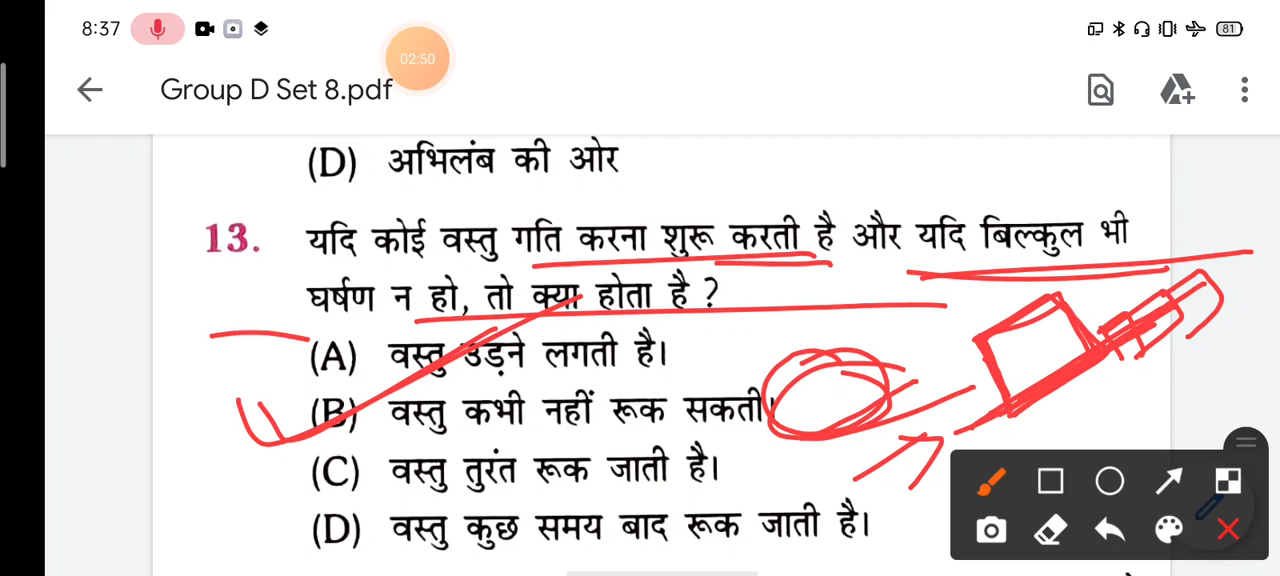 8:37
81
02:50
Group D Set 8.pdf
(D) अभिलंब की ओर
13. यदि कोई वस्तु गति करना शुरू करती है और यदि बिल्कुल भी
घर्षण न हो, तो क्या होता है ?
(A) वस्तु उड़ने लगती है।
(B) वस्तु कभी नहीं रूक सकती।
(C) वस्तु तुरंत रूक जाती है।
(D) वस्तु कुछ समय बाद रूक जाती है।